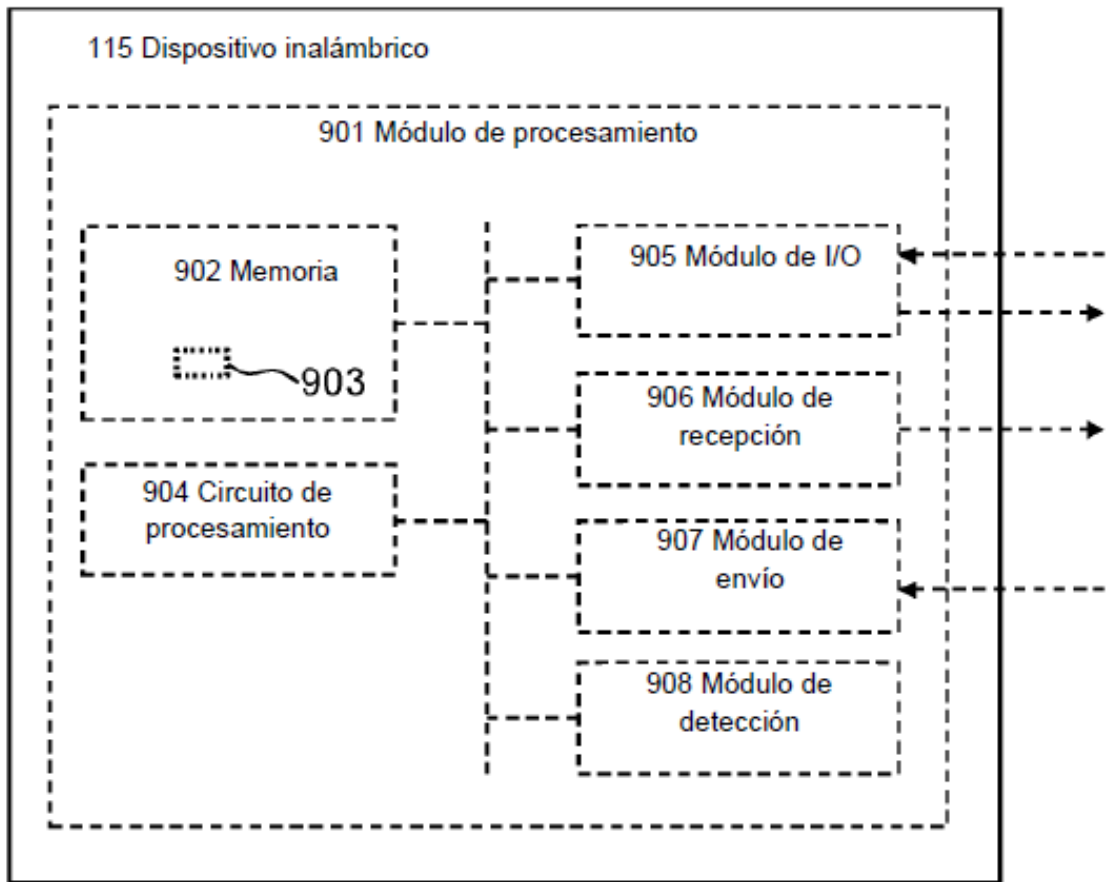 115 Dispositivo inalámbrico
901 Módulo de procesamiento
902 Memoria
903
904 Circuito de
procesamiento
905 Módulo de I/O
906 Módulo de
recepción
907 Módulo de
envío
908 Módulo de
detección